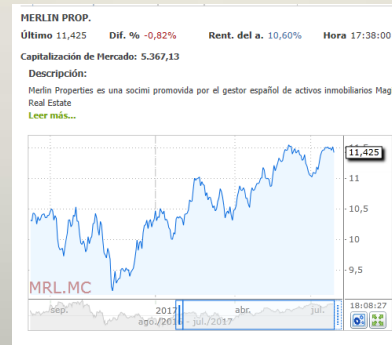 MERLIN PROP.
Último 11,425 Dif. % -0,82% Rent. del a. 10,60% Hora 17:38:00
Capitalización de Mercado: 5.367,13
Descripción:
Merlin Properties es una socimi promovida por el gestor español de activos inmobiliarios Mag
Real Estate
Leer más...
11,425
11
10,5
10
9,5
MRL.MC
sep. 2017 abr. jul.
ago./2016 - jul./2017
18:08:27